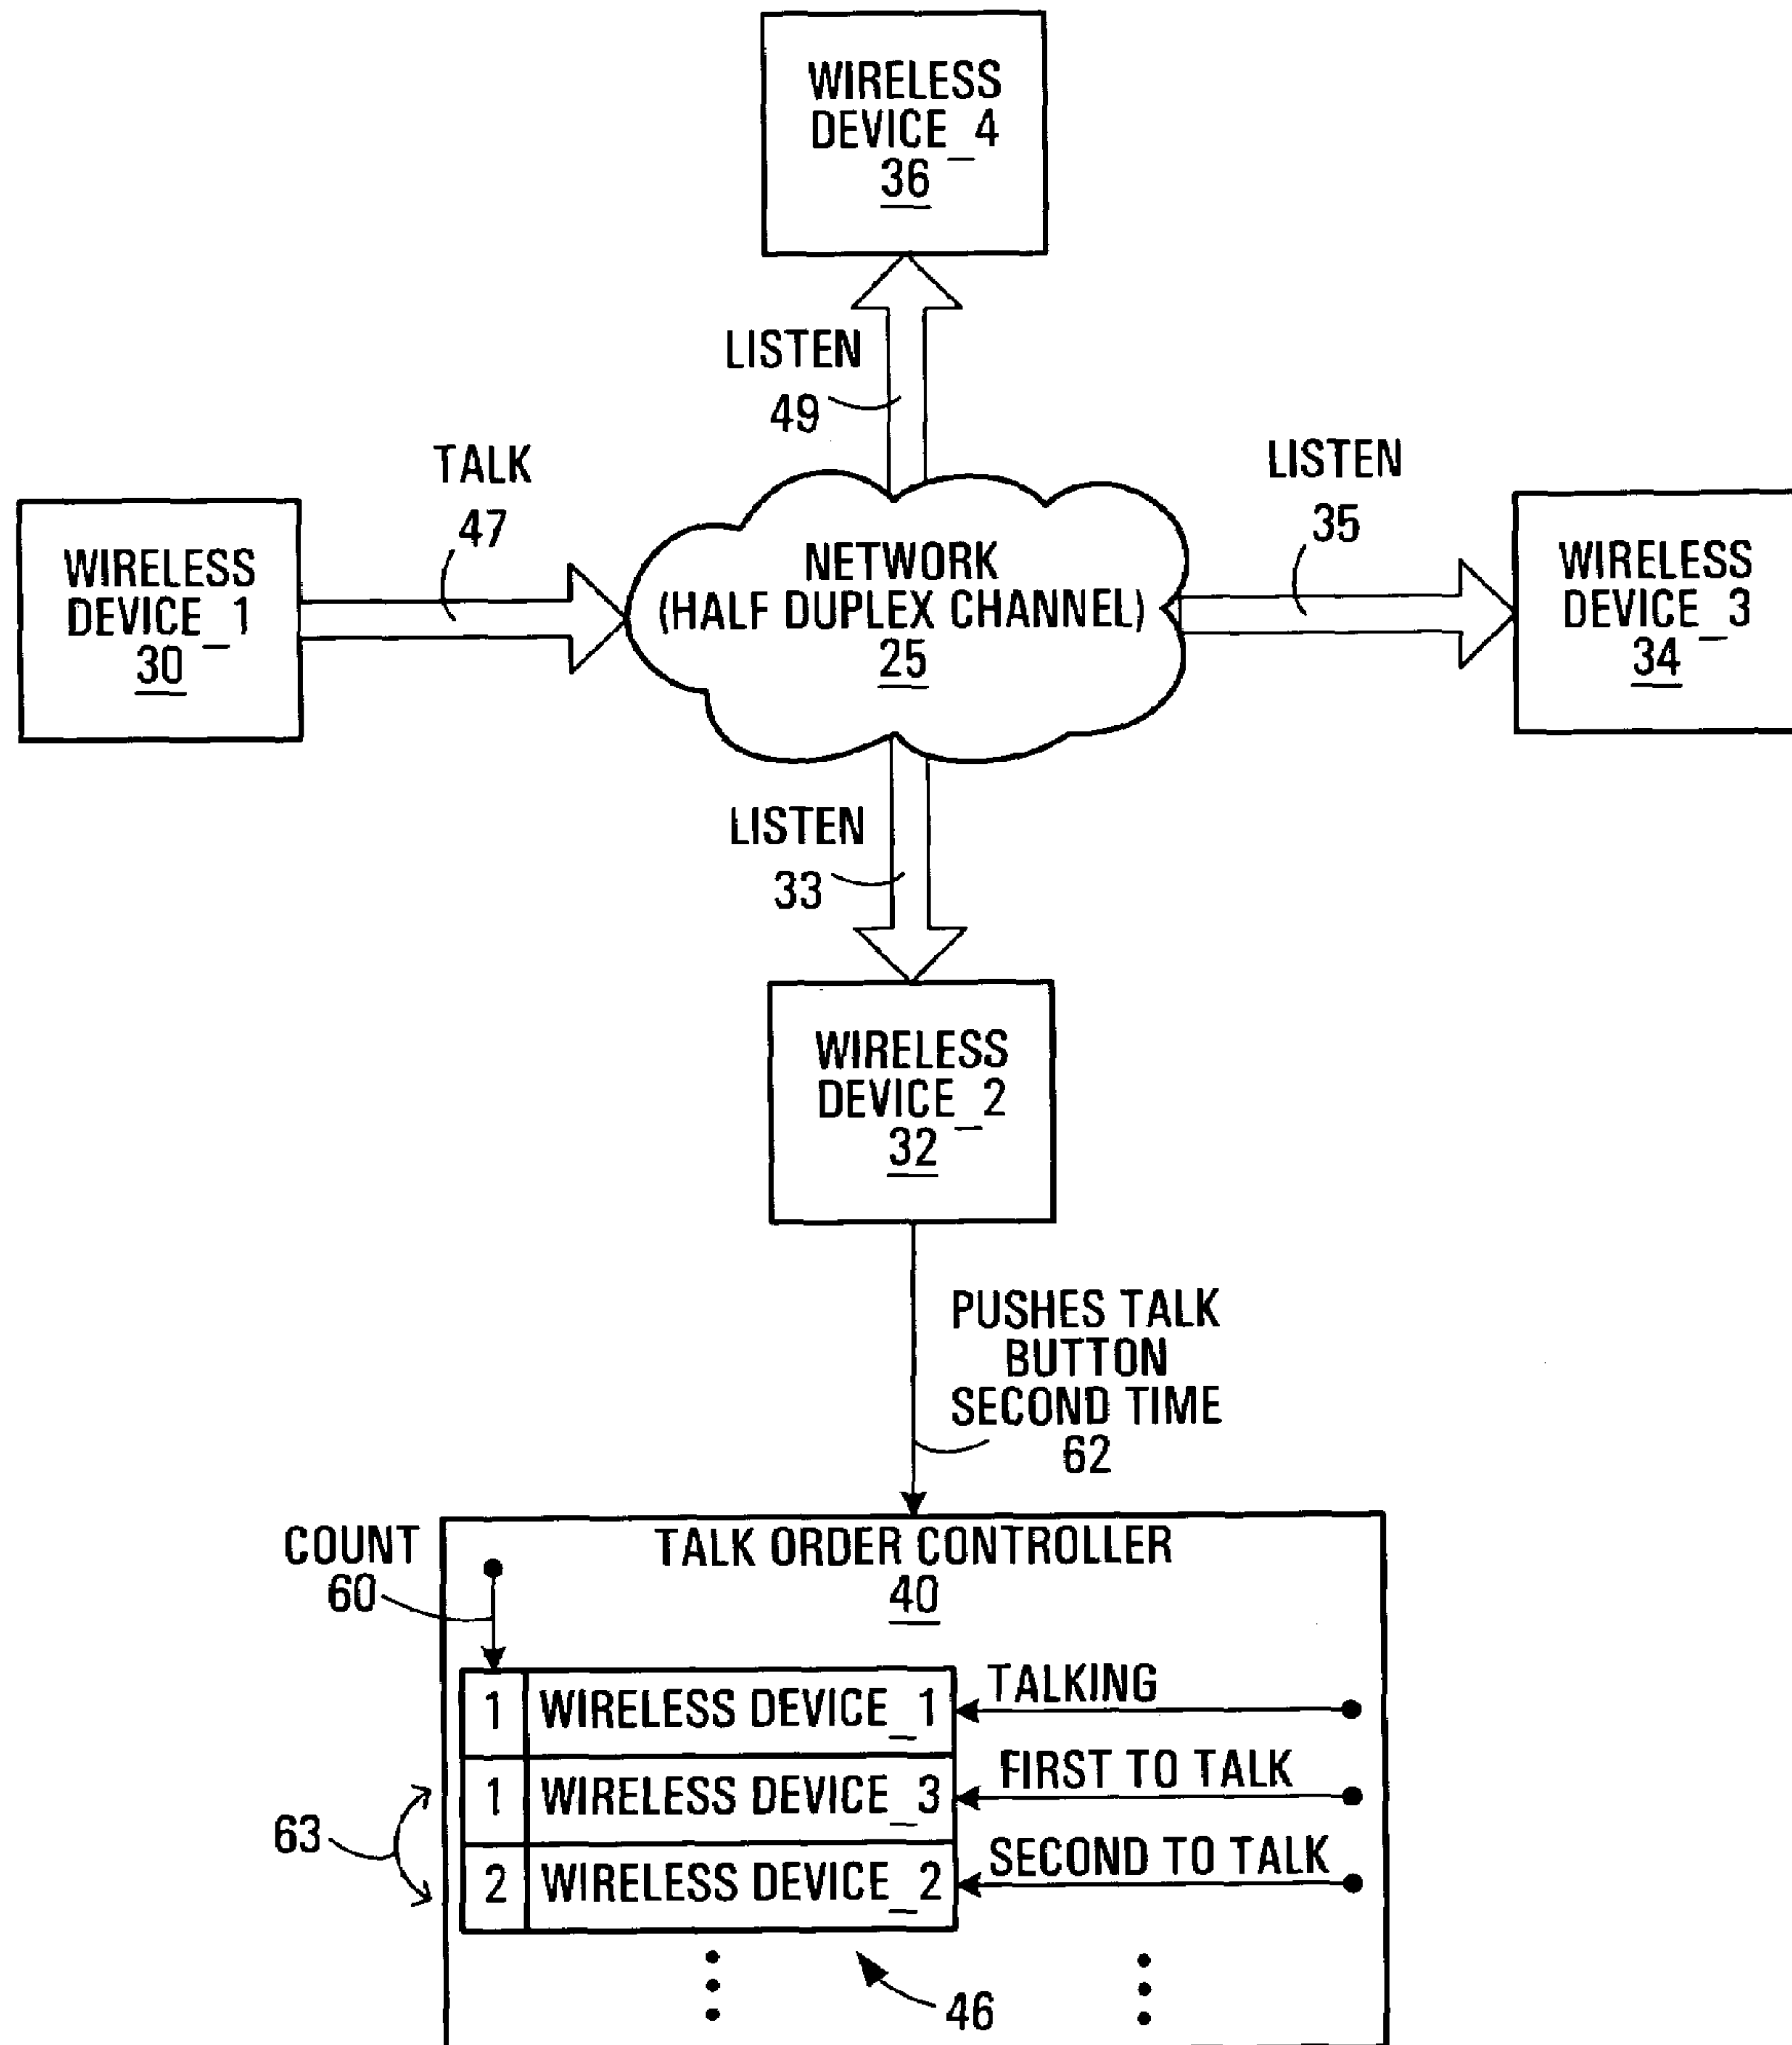 WIRELESS
DEVICE_4
36
LISTEN
49
TALK
47
LISTEN
35
WIRELESS
DEVICE_1
30
NETWORK
(HALF DUPLEX CHANNEL)
25
WIRELESS
DEVICE_3
34
LISTEN
33
WIRELESS
DEVICE_2
32
PUSHES TALK
BUTTON
SECOND TIME
62
COUNT
60
TALK ORDER CONTROLLER
40
1 WIRELESS DEVICE_1 TALKING
1 WIRELESS DEVICE_3 FIRST TO TALK
63
2 WIRELESS DEVICE_2 SECOND TO TALK
46